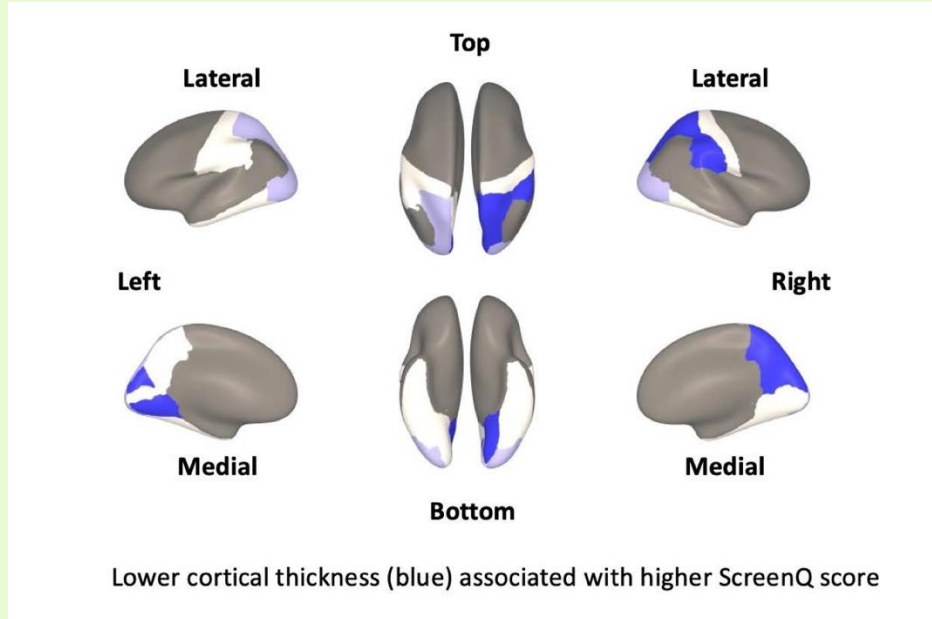 Top
Lateral
Lateral
Left
Right
Medial
Medial
Bottom
Lower cortical thickness (blue) associated with higher ScreenQ score